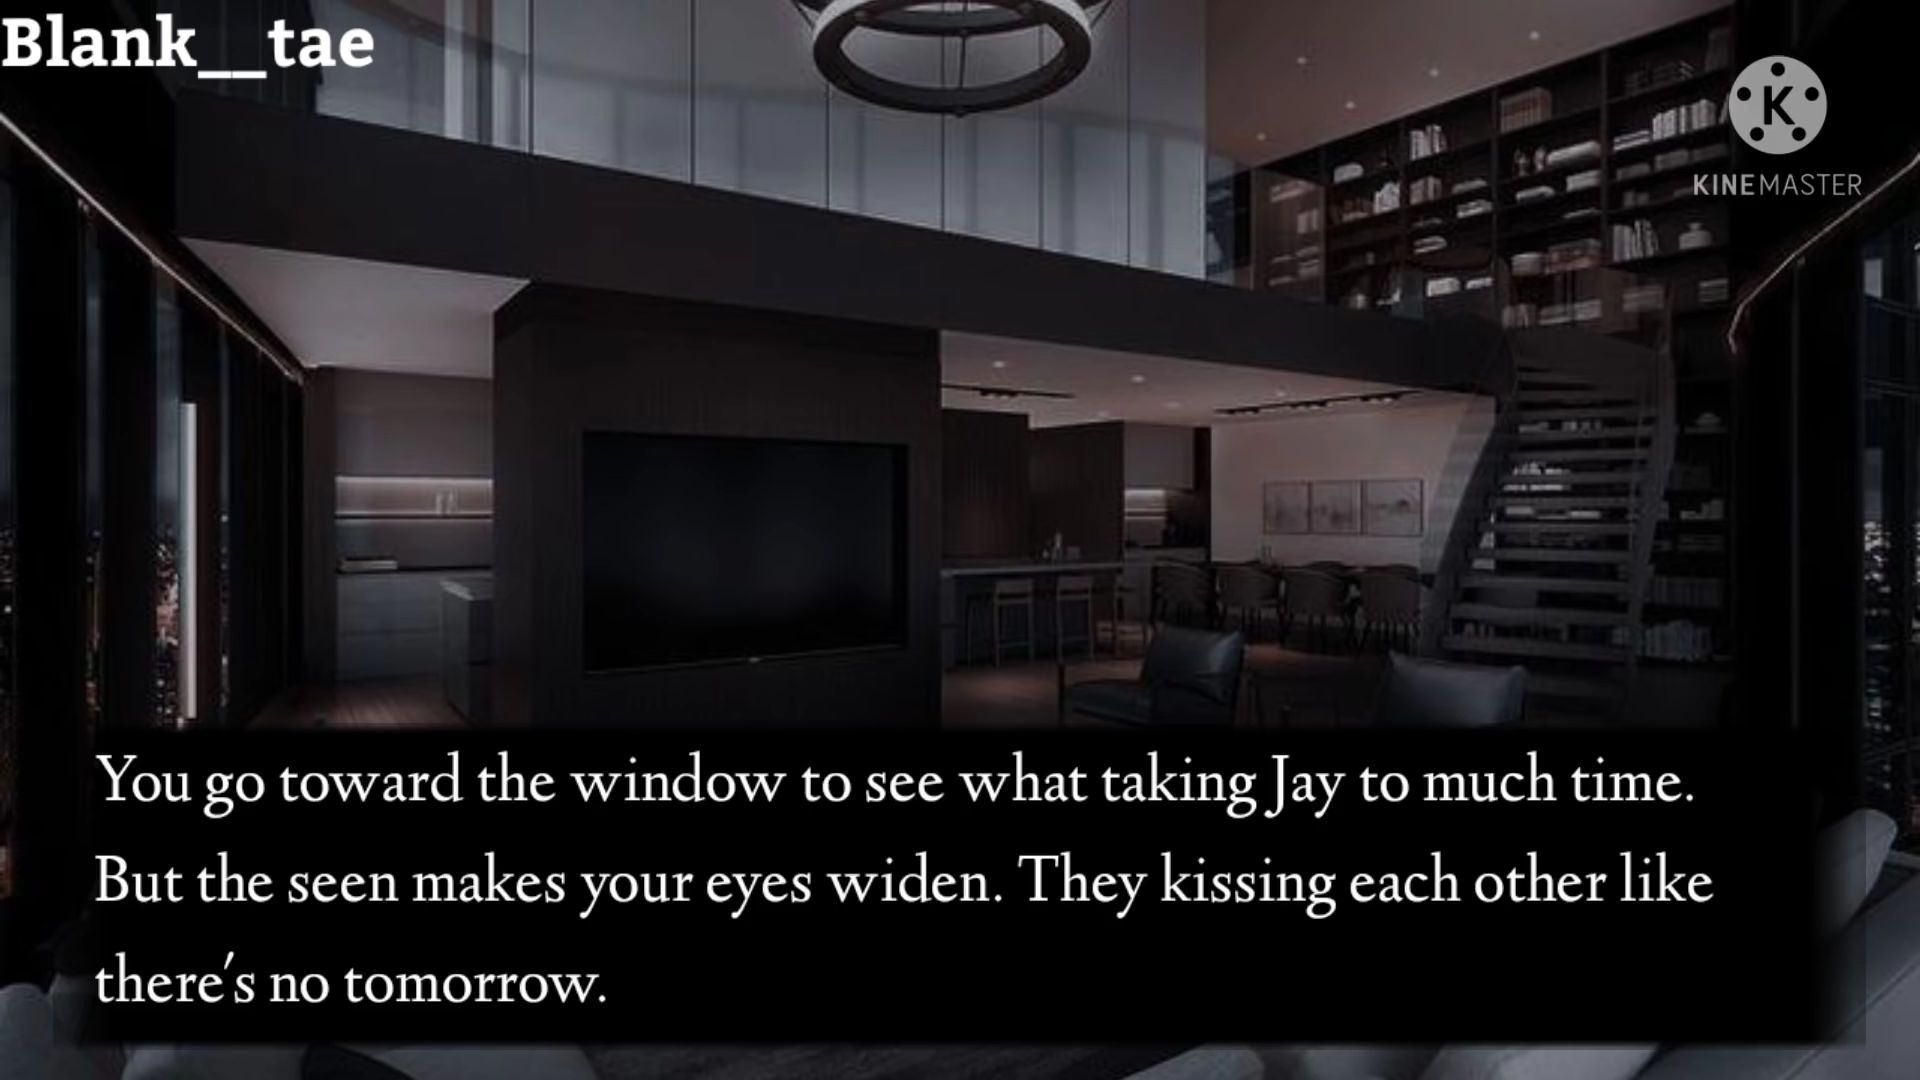 Blank__tae
K
KINEMASTER
You go toward the window to see what taking Jay to much time.
But the seen makes your eyes widen. They kissing each other like
there's no tomorrow.